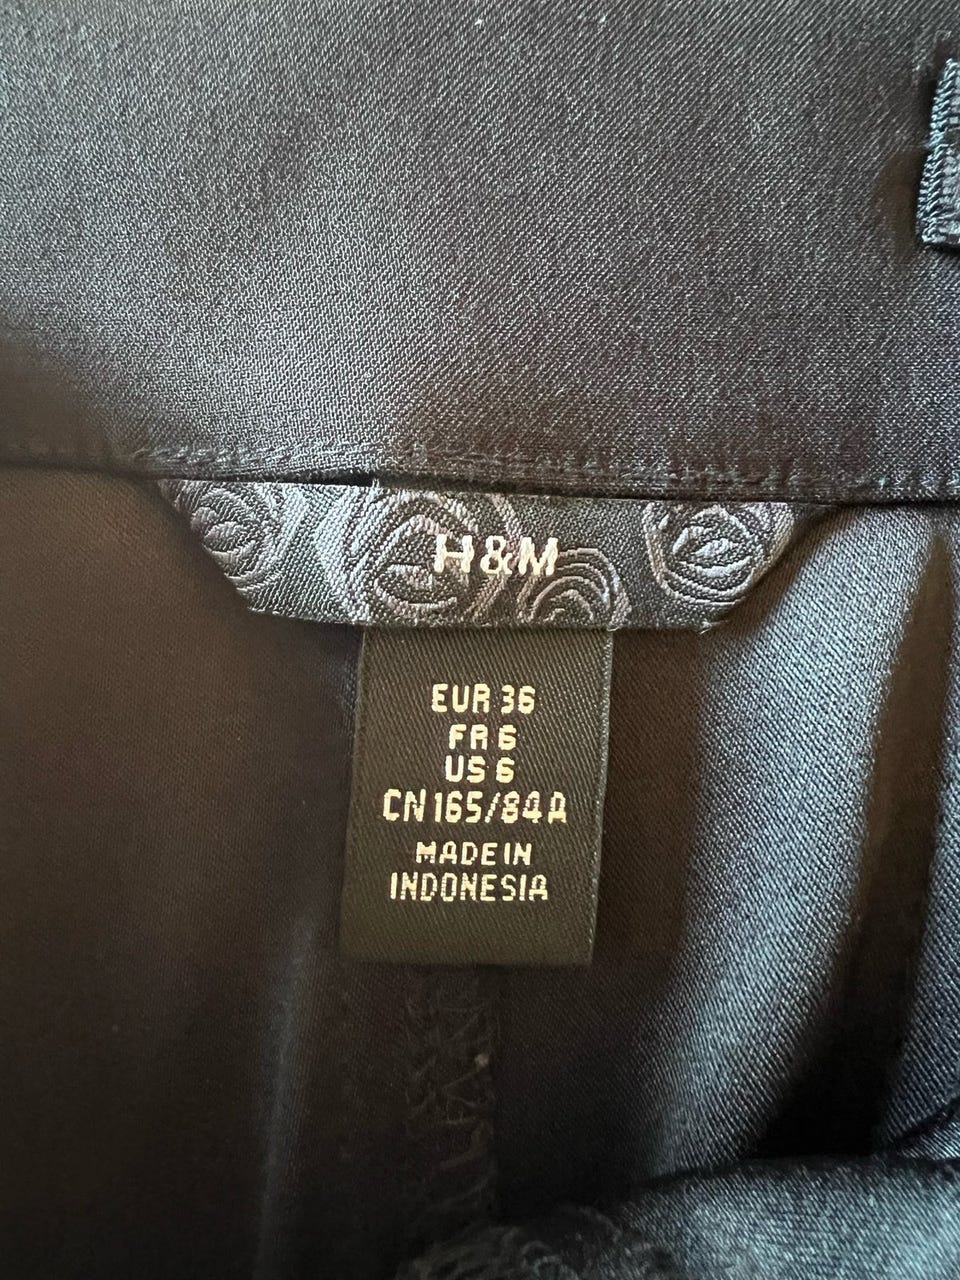 H&M
EUR 36
FR 6
US 6
CN 165/84A
MADE IN
INDONESIA